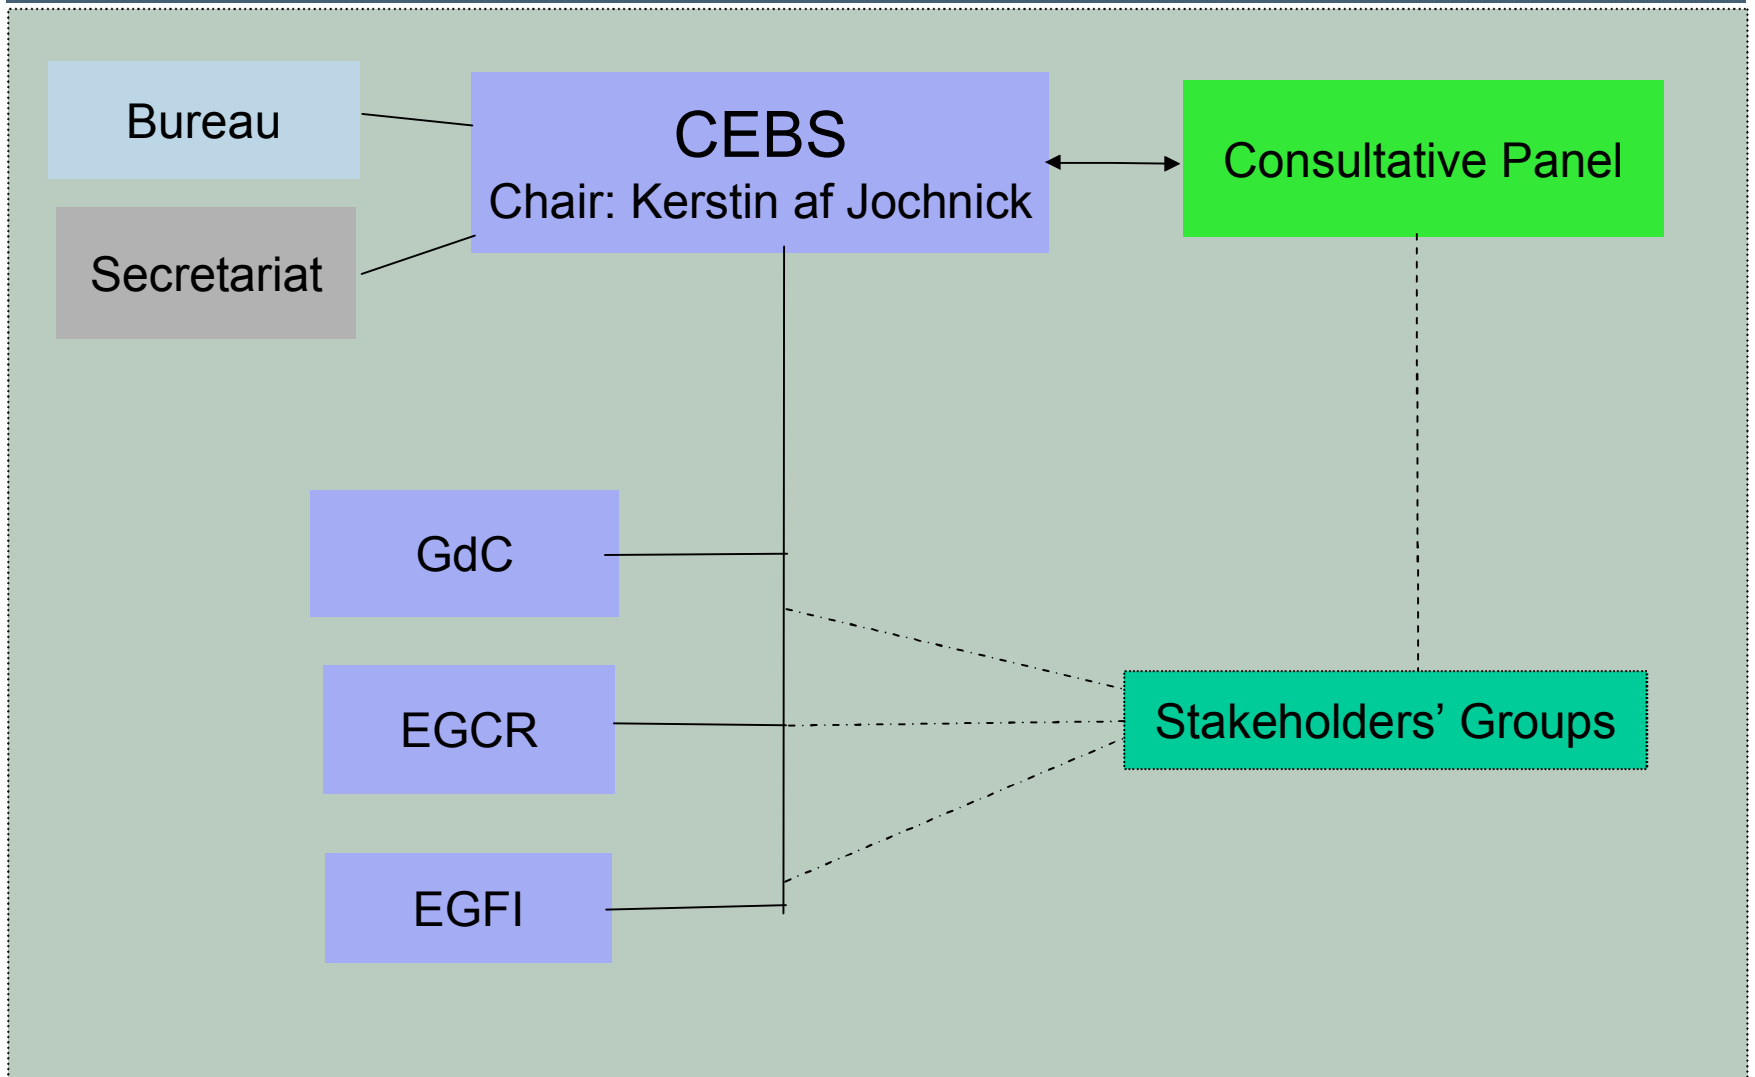 Bureau
CEBS
Chair: Kerstin af Jochnick
Consultative Panel
Secretariat
GdC
EGCR
Stakeholders’ Groups
EGFI